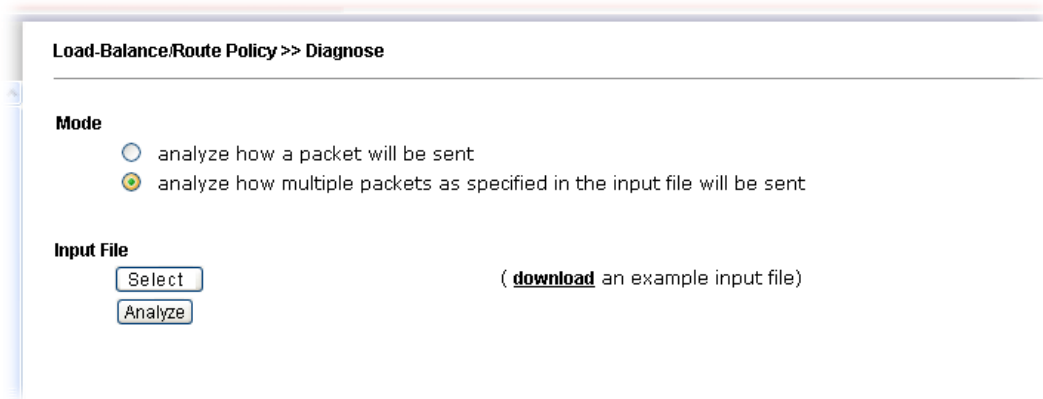 Load-Balance/Route Policy >> Diagnose
Mode
analyze how a packet will be sent
analyze how multiple packets as specified in the input file will be sent
Input File
Select ( download an example input file)
Analyze